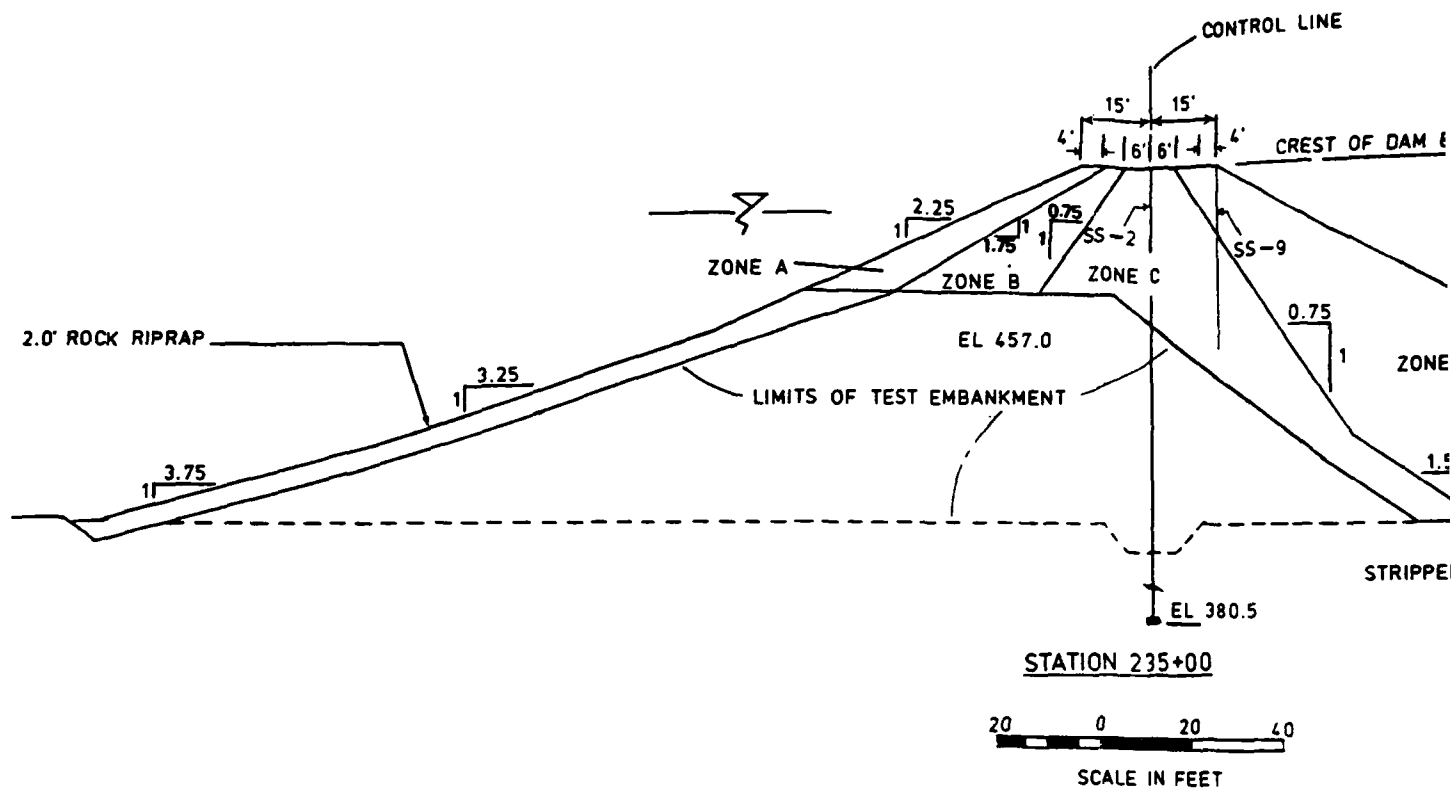 CONTROL LINE
15' 15'
4' 6' 6' 4'
CREST OF DAM
2.25
1
0.75
1
1
1.75
SS-2
SS-9
ZONE A
ZONE B
ZONE C
0.75
1
2.0' ROCK RIPRAP
EL 457.0
ZONE
3.25
1
LIMITS OF TEST EMBANKMENT
3.75
1
1.5
STRIPPE
EL 380.5
STATION 235+00
20 0 20 40
SCALE IN FEET